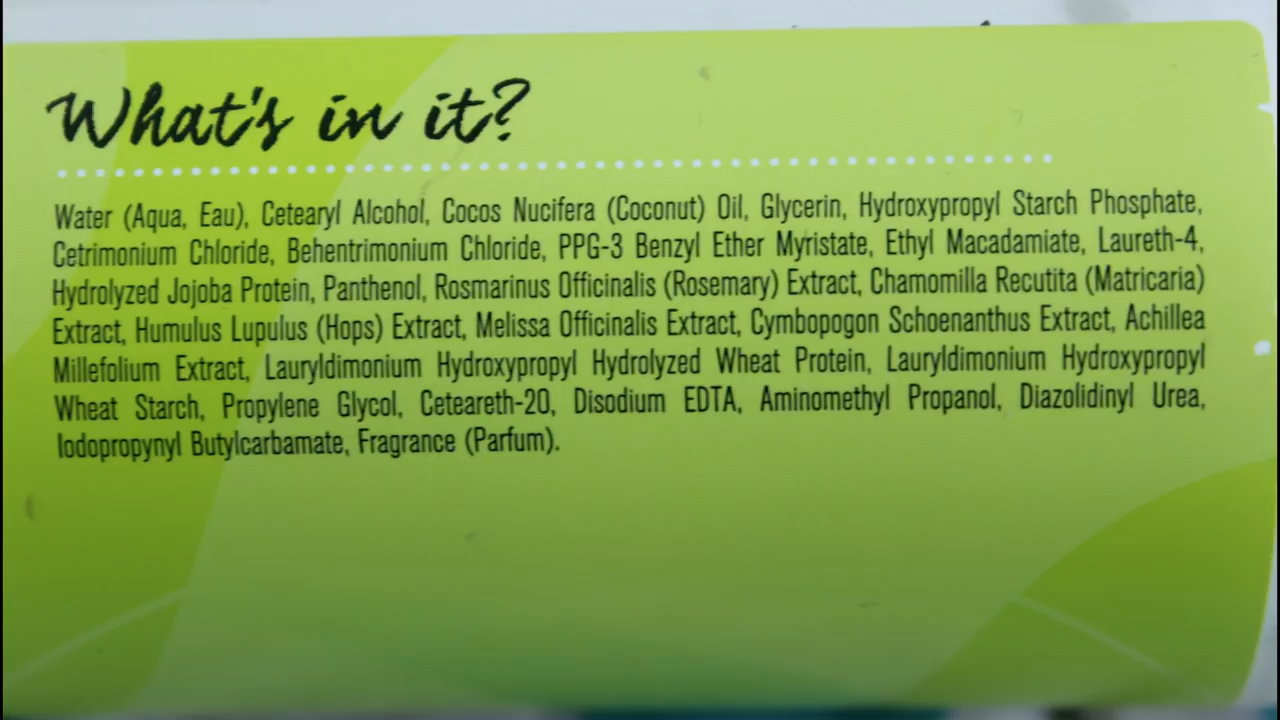 What's in it?
Water (Aqua, Eau), Cetearyl Alcohol, Cocos Nucifera (Coconut) Oil, Glycerin, Hydroxypropyl Starch Phosphate,
Cetrimonium Chloride, Behentrimonium Chloride, PPG-3 Benzyl Ether Myristate, Ethyl Macadamiate, Laureth-4,
Hydrolyzed Jojoba Protein, Panthenol, Rosmarinus Officinalis (Rosemary) Extract, Chamomilla Recutita (Matricaria)
Extract, Humulus Lupulus (Hops) Extract, Melissa Officinalis Extract, Cymbopogon Schoenanthus Extract, Achillea
Millefolium Extract, Lauryldimonium Hydroxypropyl Hydrolyzed Wheat Protein, Lauryldimonium Hydroxypropyl
Wheat Starch, Propylene Glycol, Ceteareth-20, Disodium EDTA, Aminomethyl Propanol, Diazolidinyl Urea,
Iodopropynyl Butylcarbamate, Fragrance (Parfum).